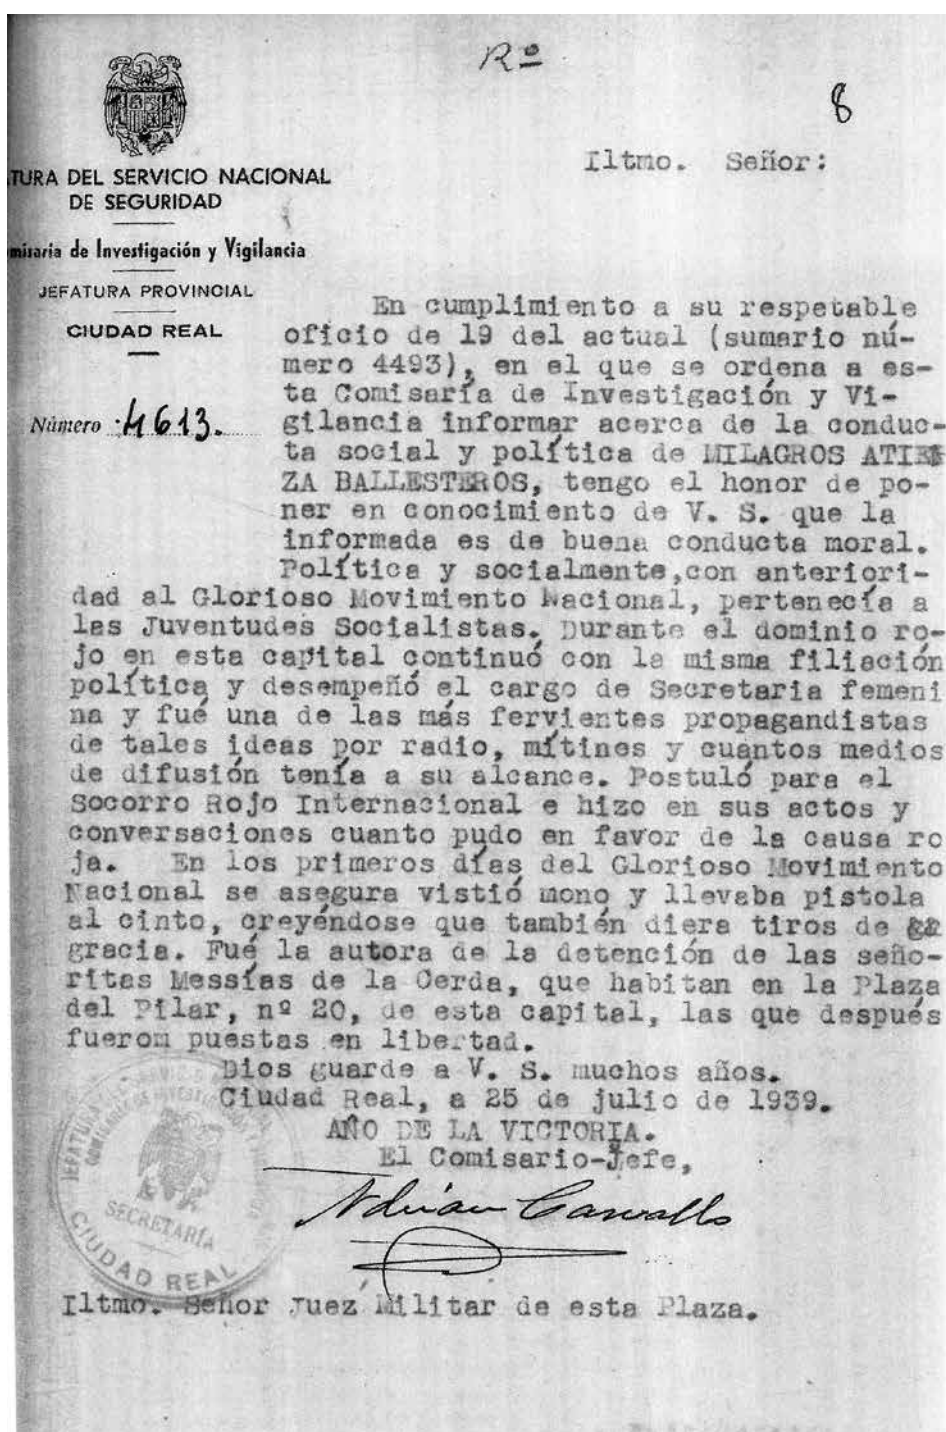 Rº
8
Iltmo. Señor:
TURA DEL SERVICIO NACIONAL
DE SEGURIDAD
misaria de Investigación y Vigilancia
JEFATURA PROVINCIAL
CIUDAD REAL
Número 4613.
En cumplimiento a su respetable
oficio de 19 del actual (sumario nú-
mero 4493), en el que se ordena a es-
ta Comisaría de Investigación y Vi-
gilancia informar acerca de la conduc-
ta social y política de MILAGROS ATIEN
ZA BALLESTEROS, tengo el honor de po-
ner en conocimiento de V. S. que la
informada es de buena conducta moral.
Política y socialmente,con anteriori-
dad al Glorioso Movimiento Nacional, pertenecía a
las Juventudes Socialistas. Durante el dominio ro-
jo en esta capital continuó con la misma filiación
política y desempeñó el cargo de Secretaria femeni
na y fué una de las más fervientes propagandistas
de tales ideas por radio, mítines y cuantos medios
de difusión tenía a su alcance. Postuló para el
Socorro Rojo Internacional e hizo en sus actos y
conversaciones cuanto pudo en favor de la causa ro
ja. En los primeros días del Glorioso Movimiento
Nacional se asegura vistió mono y llevaba pistola
al cinto, creyéndose que también diera tiros de
gracia. Fué la autora de la detención de las seño-
ritas Messías de la Cerda, que habitan en la Plaza
del Pilar, nº 20, de esta capital, las que después
fueron puestas en libertad.
Dios guarde a V. S. muchos años.
Ciudad Real, a 25 de julio de 1939.
AÑO DE LA VICTORIA.
El Comisario-Jefe,
Adrian
SECRETARÍA
CIUDAD REAL
Iltmo. Señor Juez Militar de esta Plaza.